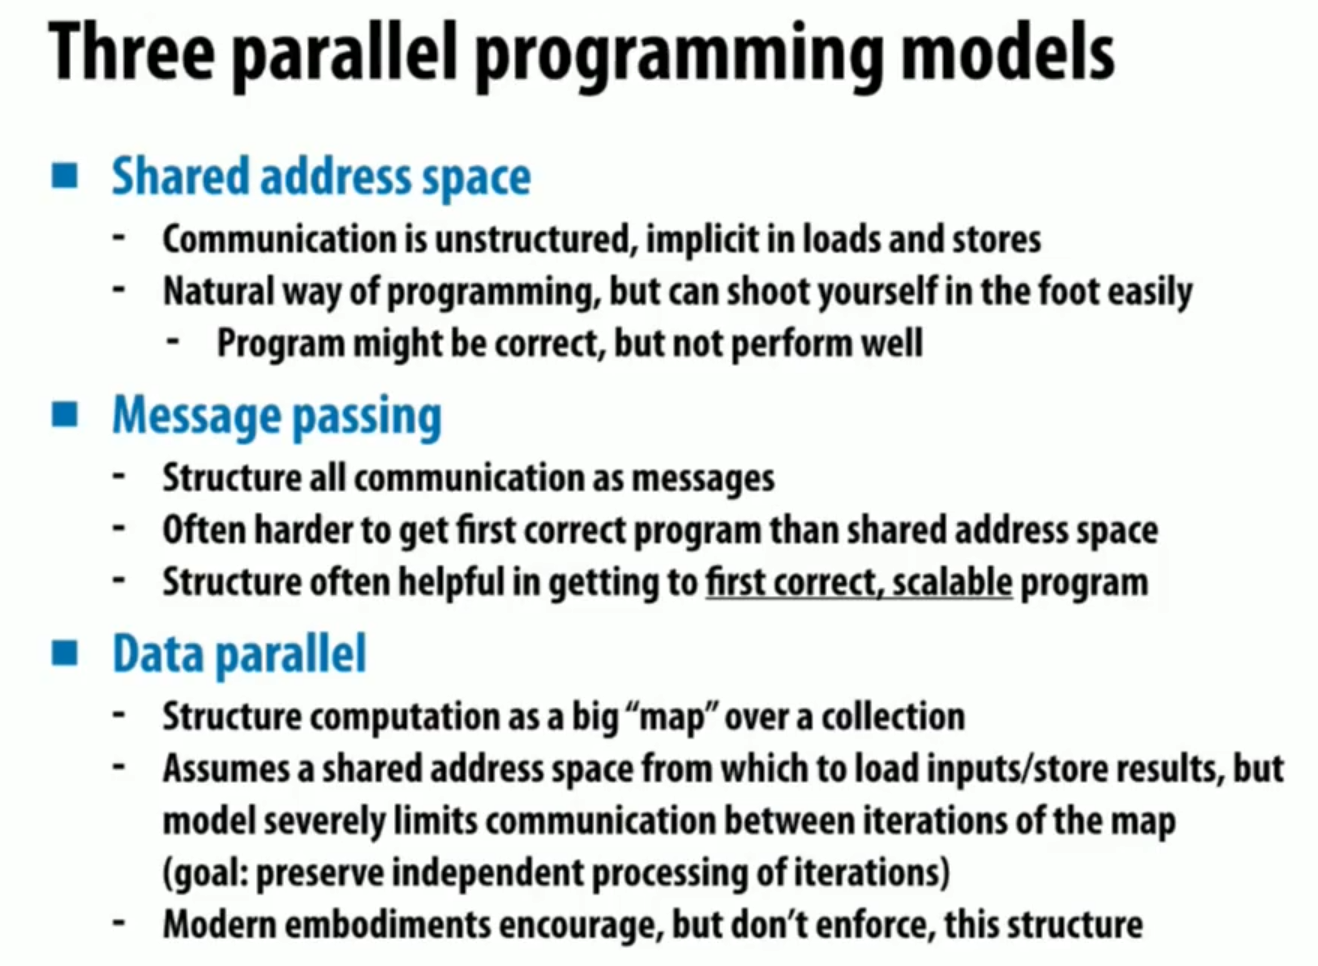 Three parallel programming models
■ Shared address space
- Communication is unstructured, implicit in loads and stores
- Natural way of programming, but can shoot yourself in the foot easily
- Program might be correct, but not perform well
■ Message passing
- Structure all communication as messages
- Often harder to get first correct program than shared address space
- Structure often helpful in getting to first correct, scalable program
■ Data parallel
- Structure computation as a big “map” over a collection
- Assumes a shared address space from which to load inputs/store results, but
model severely limits communication between iterations of the map
(goal: preserve independent processing of iterations)
- Modern embodiments encourage, but don’t enforce, this structure